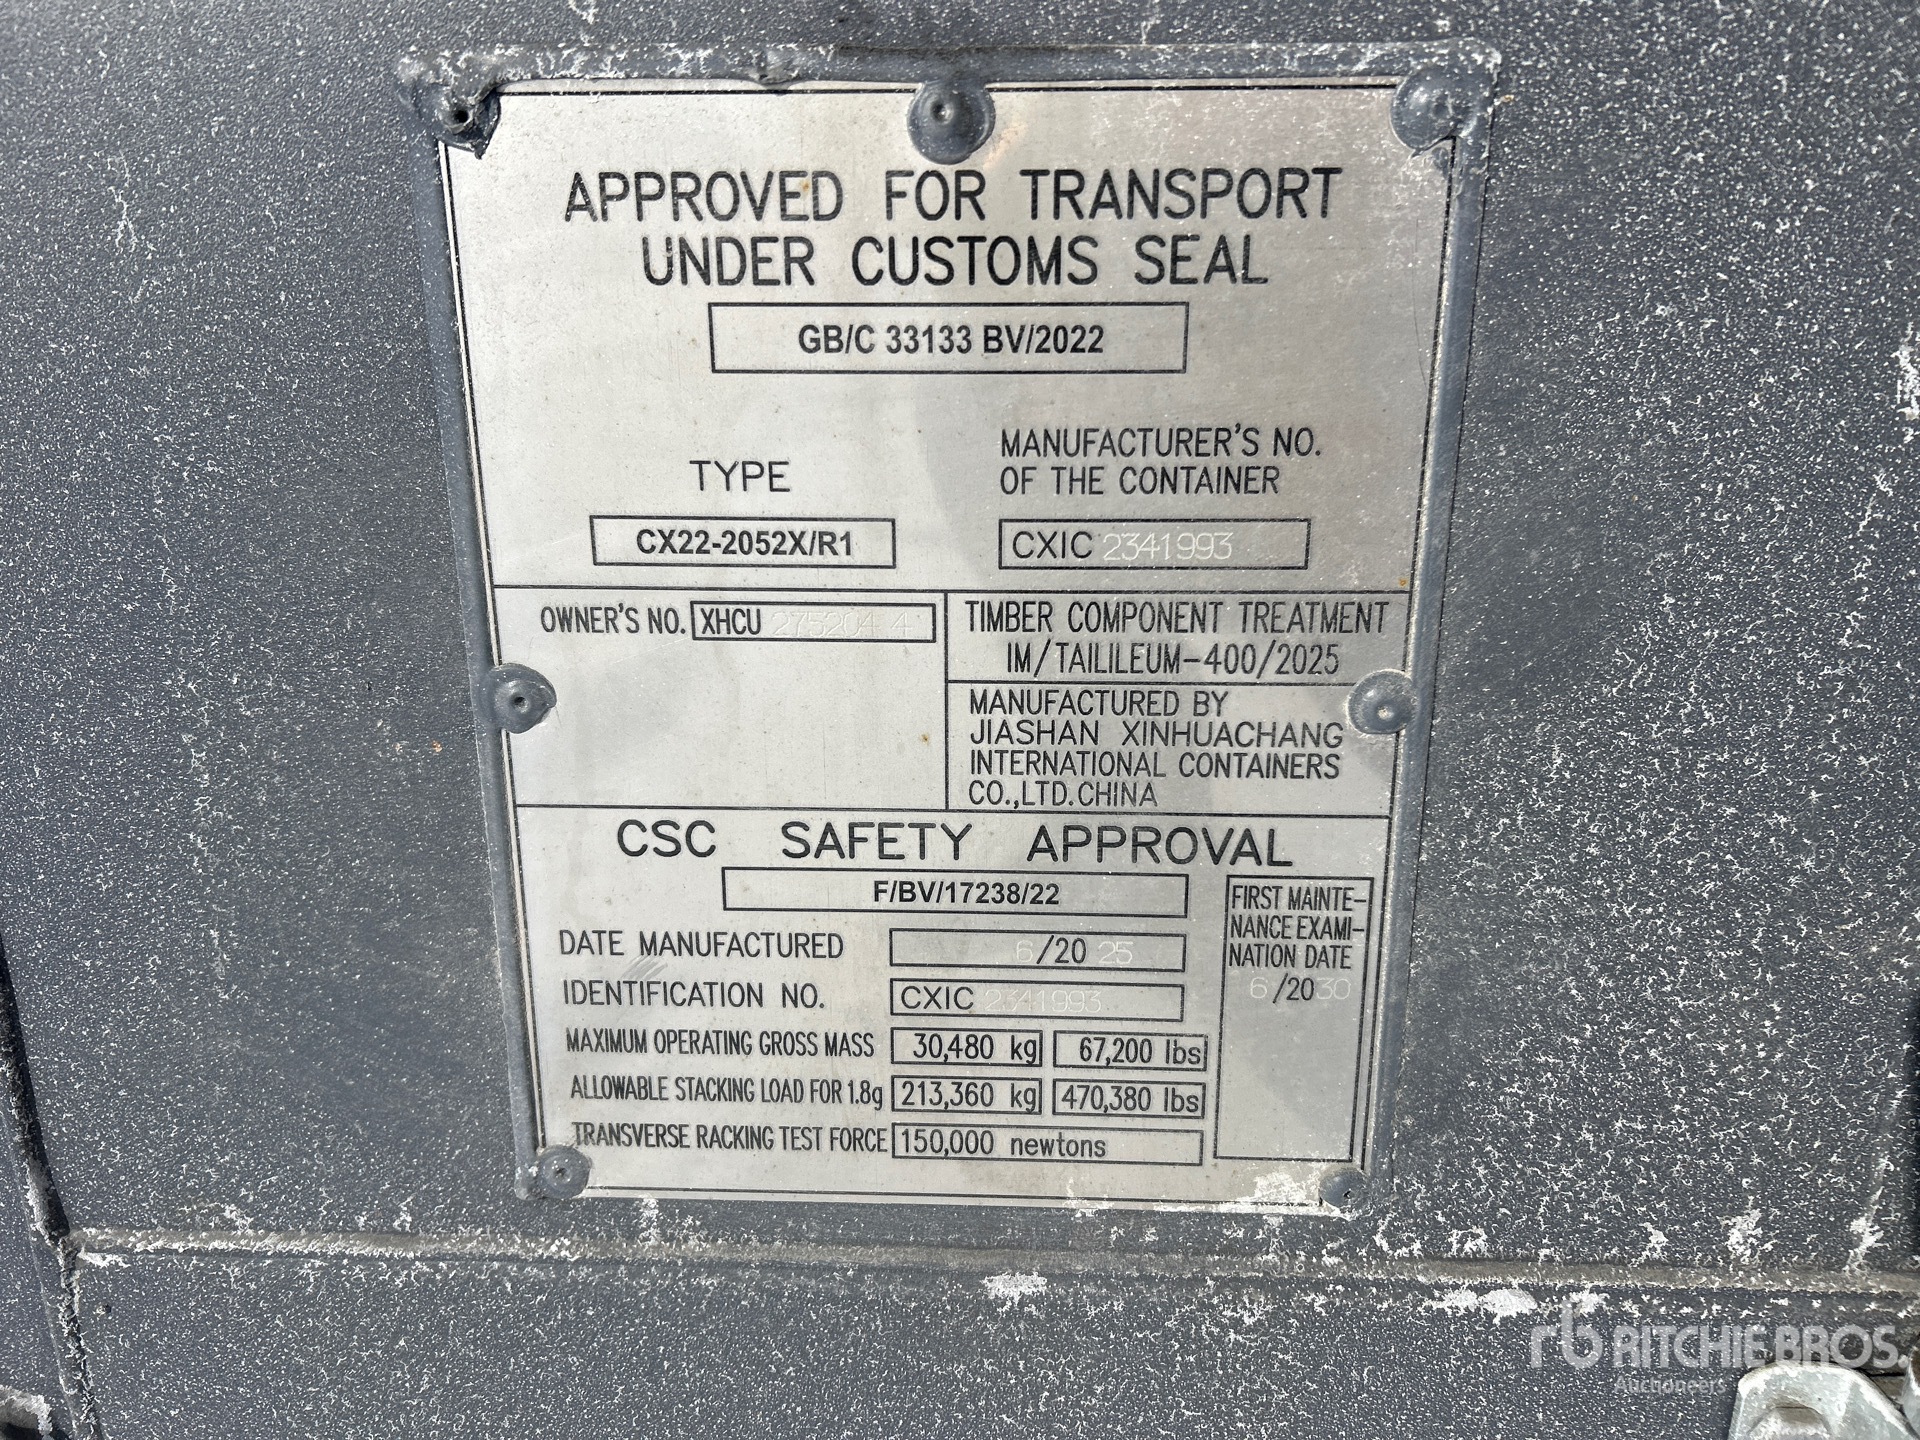 APPROVED FOR TRANSPORT
UNDER CUSTOMS SEAL
GB/C 33133 BV/2022
TYPE
CX22-2052X/R1
MANUFACTURER'S NO.
OF THE CONTAINER
CXIC 2341993
OWNER'S NO. XHCU 275204 4
TIMBER COMPONENT TREATMENT
IM/TAILILEUM-400/2025
MANUFACTURED BY
JIASHAN XINHUACHANG
INTERNATIONAL CONTAINERS
CO.,LTD.CHINA
CSC SAFETY APPROVAL
F/BV/17238/22
DATE MANUFACTURED 6/20 25
IDENTIFICATION NO. CXIC 2341993
MAXIMUM OPERATING GROSS MASS 30,480 kg 67,200 lbs
ALLOWABLE STACKING LOAD FOR 1.8g 213,360 kg 470,380 lbs
TRANSVERSE RACKING TEST FORCE 150,000 newtons
FIRST MAINTE-
NANCE EXAMI-
NATION DATE
6 /2030
rb RITCHIE BROS.
Auctioneers